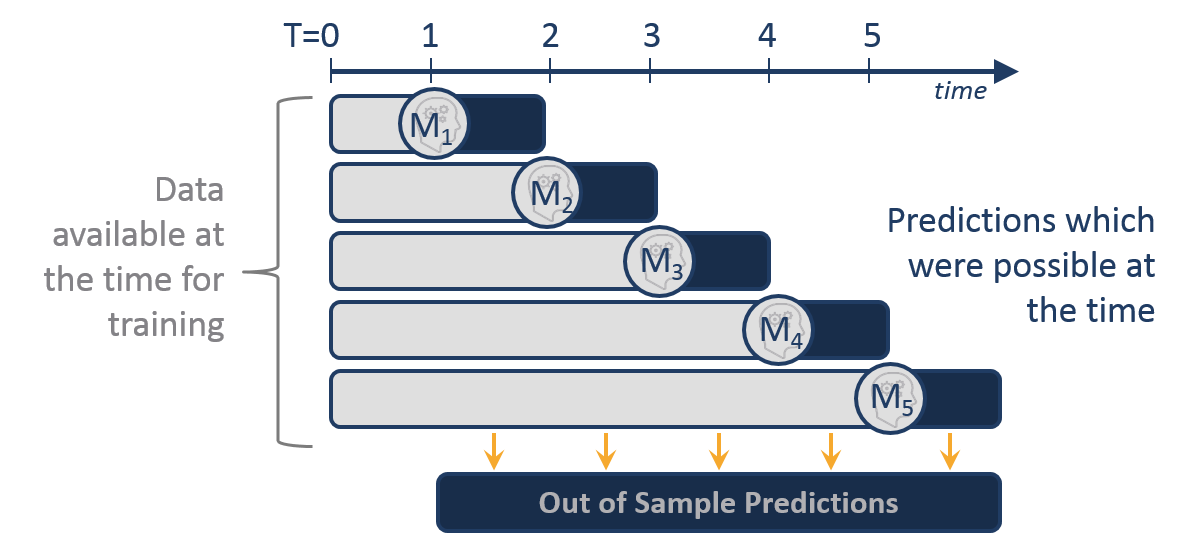 T=0 1 2 3 4 5
time
M1
M2
M3
M4
M5
Data
available at
the time for
training
Predictions which
were possible at
the time
Out of Sample Predictions